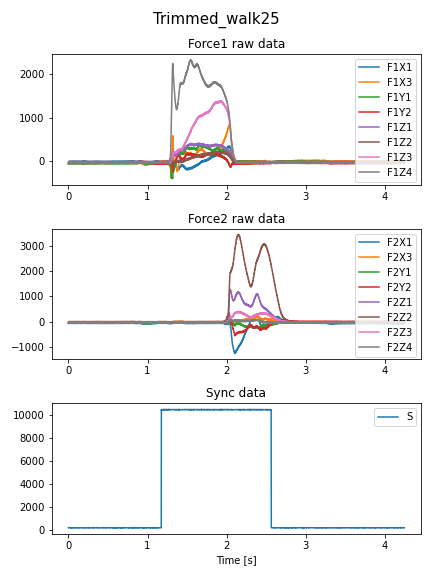 Trimmed_walk25
Force1 raw data
2000
1000
0
F1X1
F1X3
F1Y1
F1Y2
F1Z1
F1Z2
F1Z3
F1Z4
0 1 2 3 4
Force2 raw data
3000
2000
1000
0
−1000
F2X1
F2X3
F2Y1
F2Y2
F2Z1
F2Z2
F2Z3
F2Z4
0 1 2 3 4
Sync data
10000
8000
6000
4000
2000
0
S
0 1 2 3 4
Time [s]